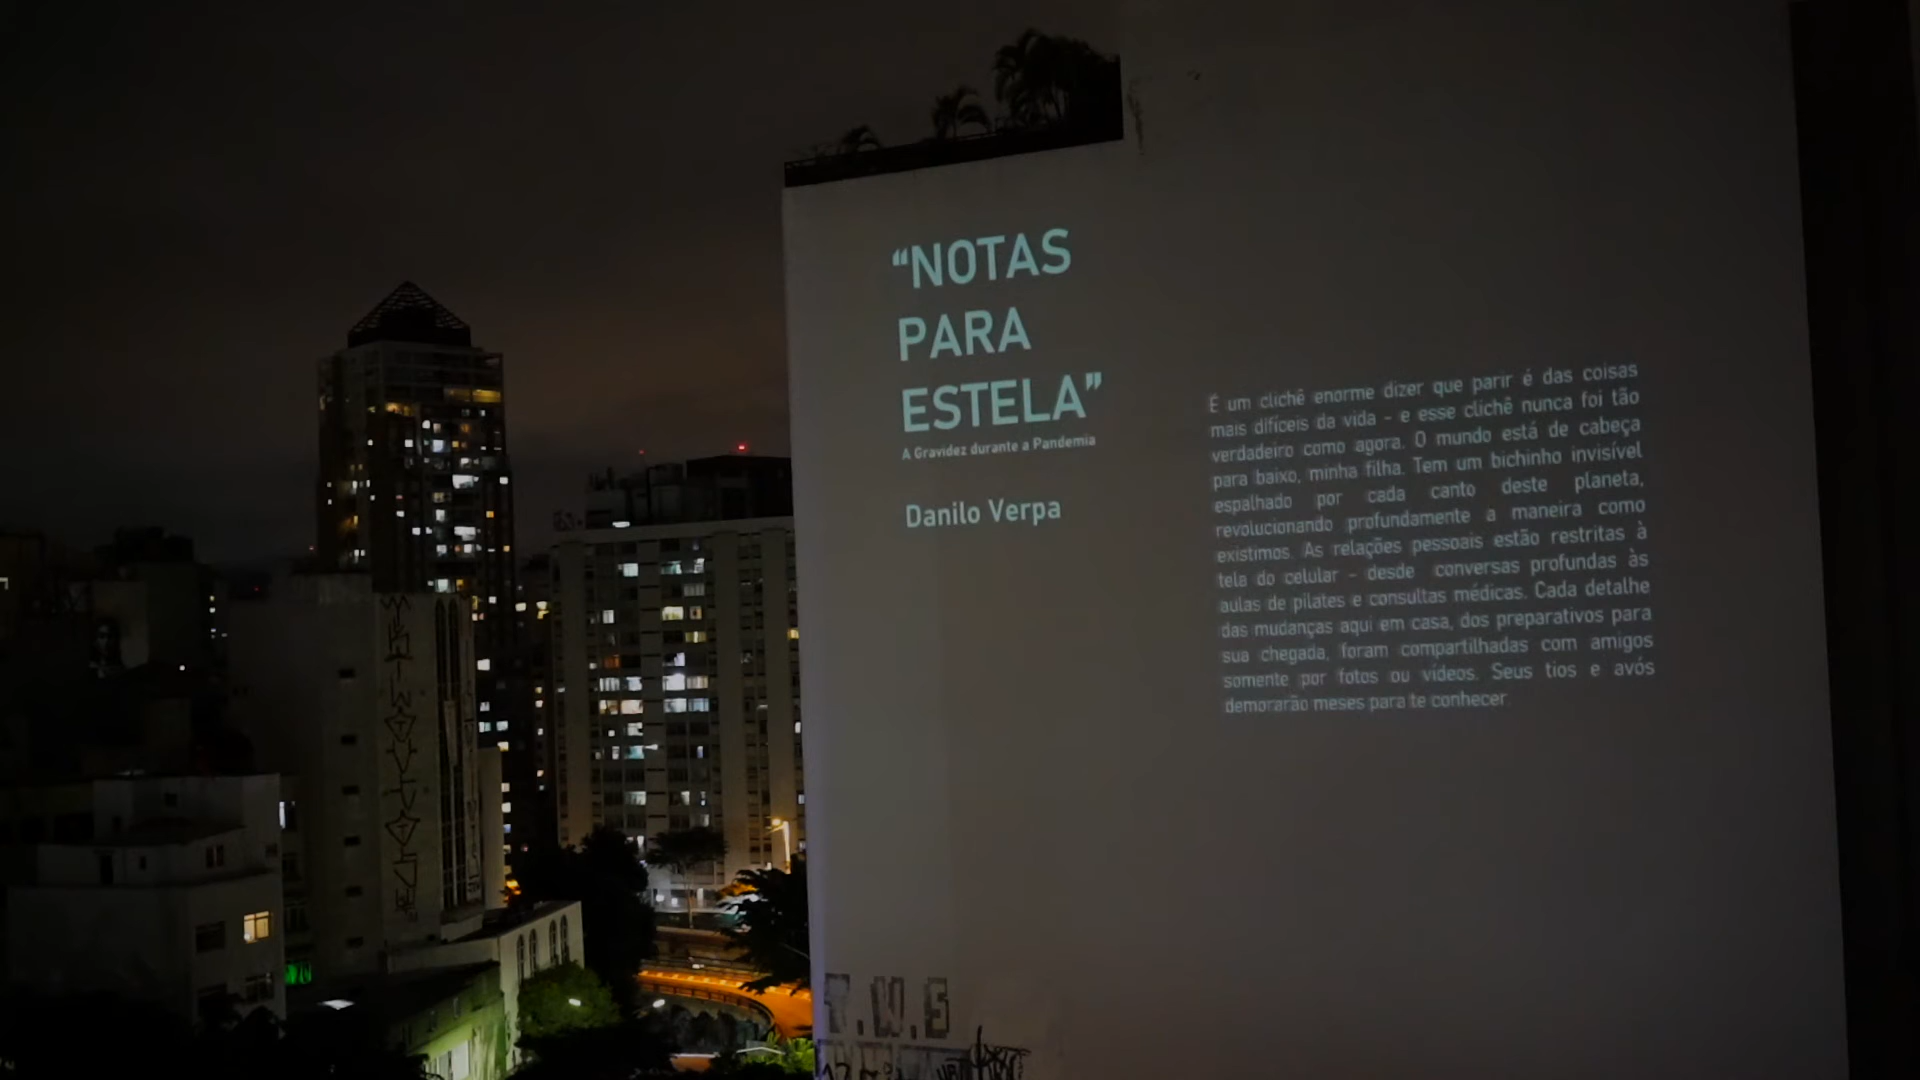 “NOTAS
PARA
ESTELA”
A Gravidez durante a Pandemia
Danilo Verpa
É um clichê enorme dizer que parir é das coisas
mais difíceis da vida - e esse clichê nunca foi tão
verdadeiro como agora. O mundo está de cabeça
para baixo, minha filha. Tem um bichinho invisível
espalhado por cada canto deste planeta,
revolucionando profundamente a maneira como
existimos. As relações pessoais estão restritas à
tela do celular - desde conversas profundas às
aulas de pilates e consultas médicas. Cada detalhe
das mudanças aqui em casa, dos preparativos para
sua chegada, foram compartilhadas com amigos
somente por fotos ou vídeos. Seus tios e avós
demorarão meses para te conhecer.
T.W.S